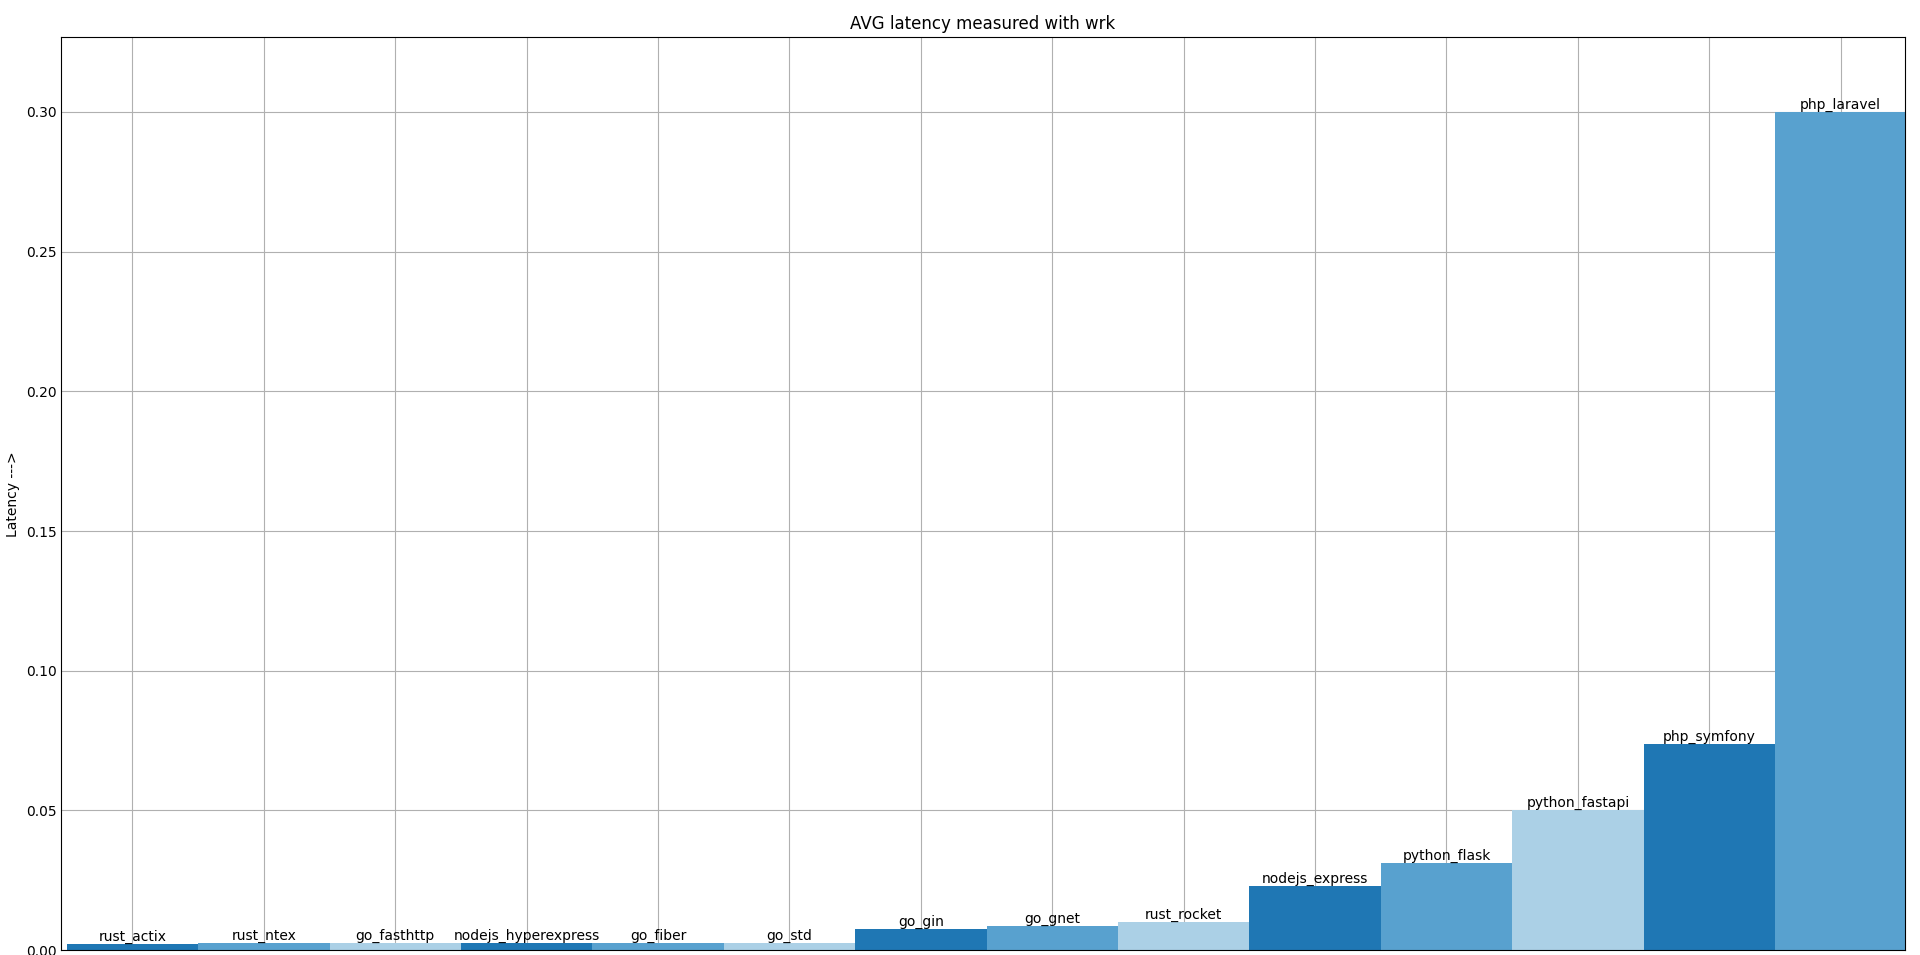 AVG latency measured with wrk
Latency --->
0.30
0.25
0.20
0.15
0.10
0.05
0.00
rust_actix
rust_ntex
go_fasthttp
nodejs_hyperexpress
go_fiber
go_std
go_gin
go_gnet
rust_rocket
nodejs_express
python_flask
python_fastapi
php_symfony
php_laravel